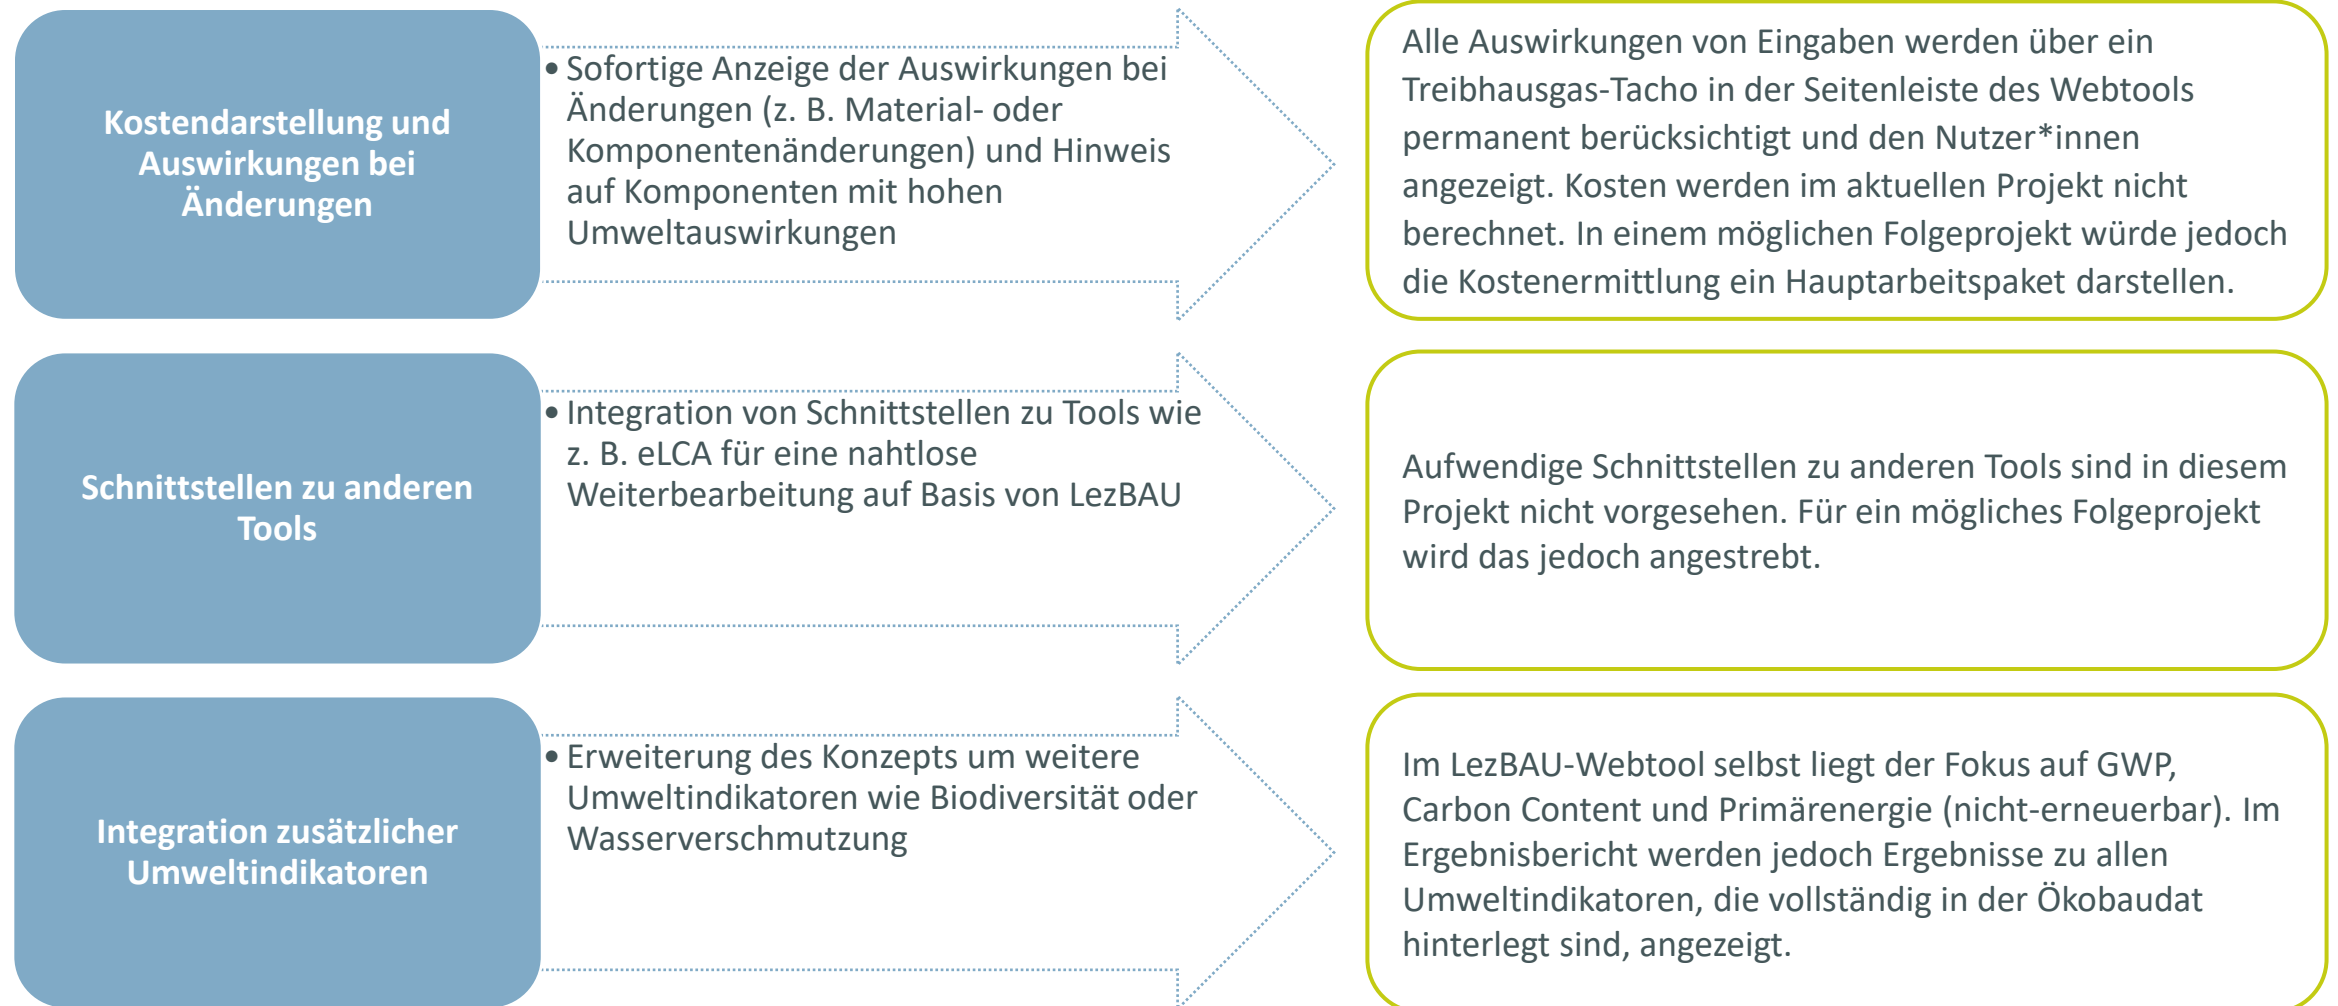 Kostendarstellung und
Auswirkungen bei
Änderungen
• Sofortige Anzeige der Auswirkungen bei
Änderungen (z. B. Material- oder
Komponentenänderungen) und Hinweis
auf Komponenten mit hohen
Umweltauswirkungen
Alle Auswirkungen von Eingaben werden über ein
Treibhausgas-Tacho in der Seitenleiste des Webtools
permanent berücksichtigt und den Nutzer*innen
angezeigt. Kosten werden im aktuellen Projekt nicht
berechnet. In einem möglichen Folgeprojekt würde jedoch
die Kostenermittlung ein Hauptarbeitspaket darstellen.
Schnittstellen zu anderen
Tools
• Integration von Schnittstellen zu Tools wie
z. B. eLCA für eine nahtlose
Weiterbearbeitung auf Basis von LezBAU
Aufwendige Schnittstellen zu anderen Tools sind in diesem
Projekt nicht vorgesehen. Für ein mögliches Folgeprojekt
wird das jedoch angestrebt.
Integration zusätzlicher
Umweltindikatoren
• Erweiterung des Konzepts um weitere
Umweltindikatoren wie Biodiversität oder
Wasserverschmutzung
Im LezBAU-Webtool selbst liegt der Fokus auf GWP,
Carbon Content und Primärenergie (nicht-erneuerbar). Im
Ergebnisbericht werden jedoch Ergebnisse zu allen
Umweltindikatoren, die vollständig in der Ökobaudat
hinterlegt sind, angezeigt.